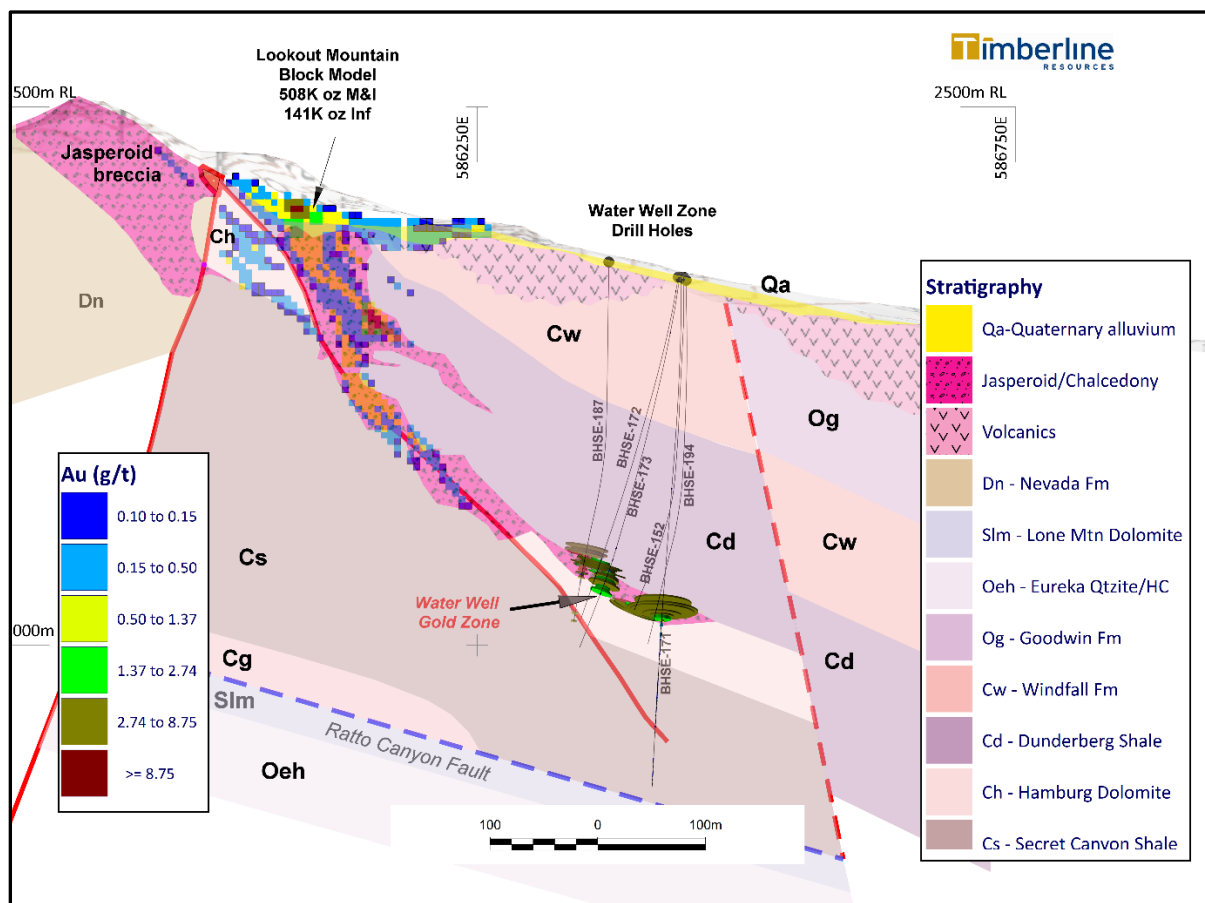 Timberline
RESOURCES
Lookout Mountain
Block Model
508K oz M&I
141K oz Inf
500m RL
2500m RL
586250E
586750E
Jasperoid
breccia
Water Well Zone
Drill Holes
Ch
Qa
Dn
Cw
Og
BHSE-187
BHSE-172
BHSE-173
BHSE-194
BHSE-152
BHSE-171
Cd
Cw
Cs
Water Well
Gold Zone
000m
Cd
Cg
Slm
Ratto Canyon Fault
Oeh
100 0 100m
Au (g/t)
0.10 to 0.15
0.15 to 0.50
0.50 to 1.37
1.37 to 2.74
2.74 to 8.75
>= 8.75
Stratigraphy
Qa-Quaternary alluvium
Jasperoid/Chalcedony
Volcanics
Dn - Nevada Fm
Slm - Lone Mtn Dolomite
Oeh - Eureka Qtzite/HC
Og - Goodwin Fm
Cw - Windfall Fm
Cd - Dunderberg Shale
Ch - Hamburg Dolomite
Cs - Secret Canyon Shale